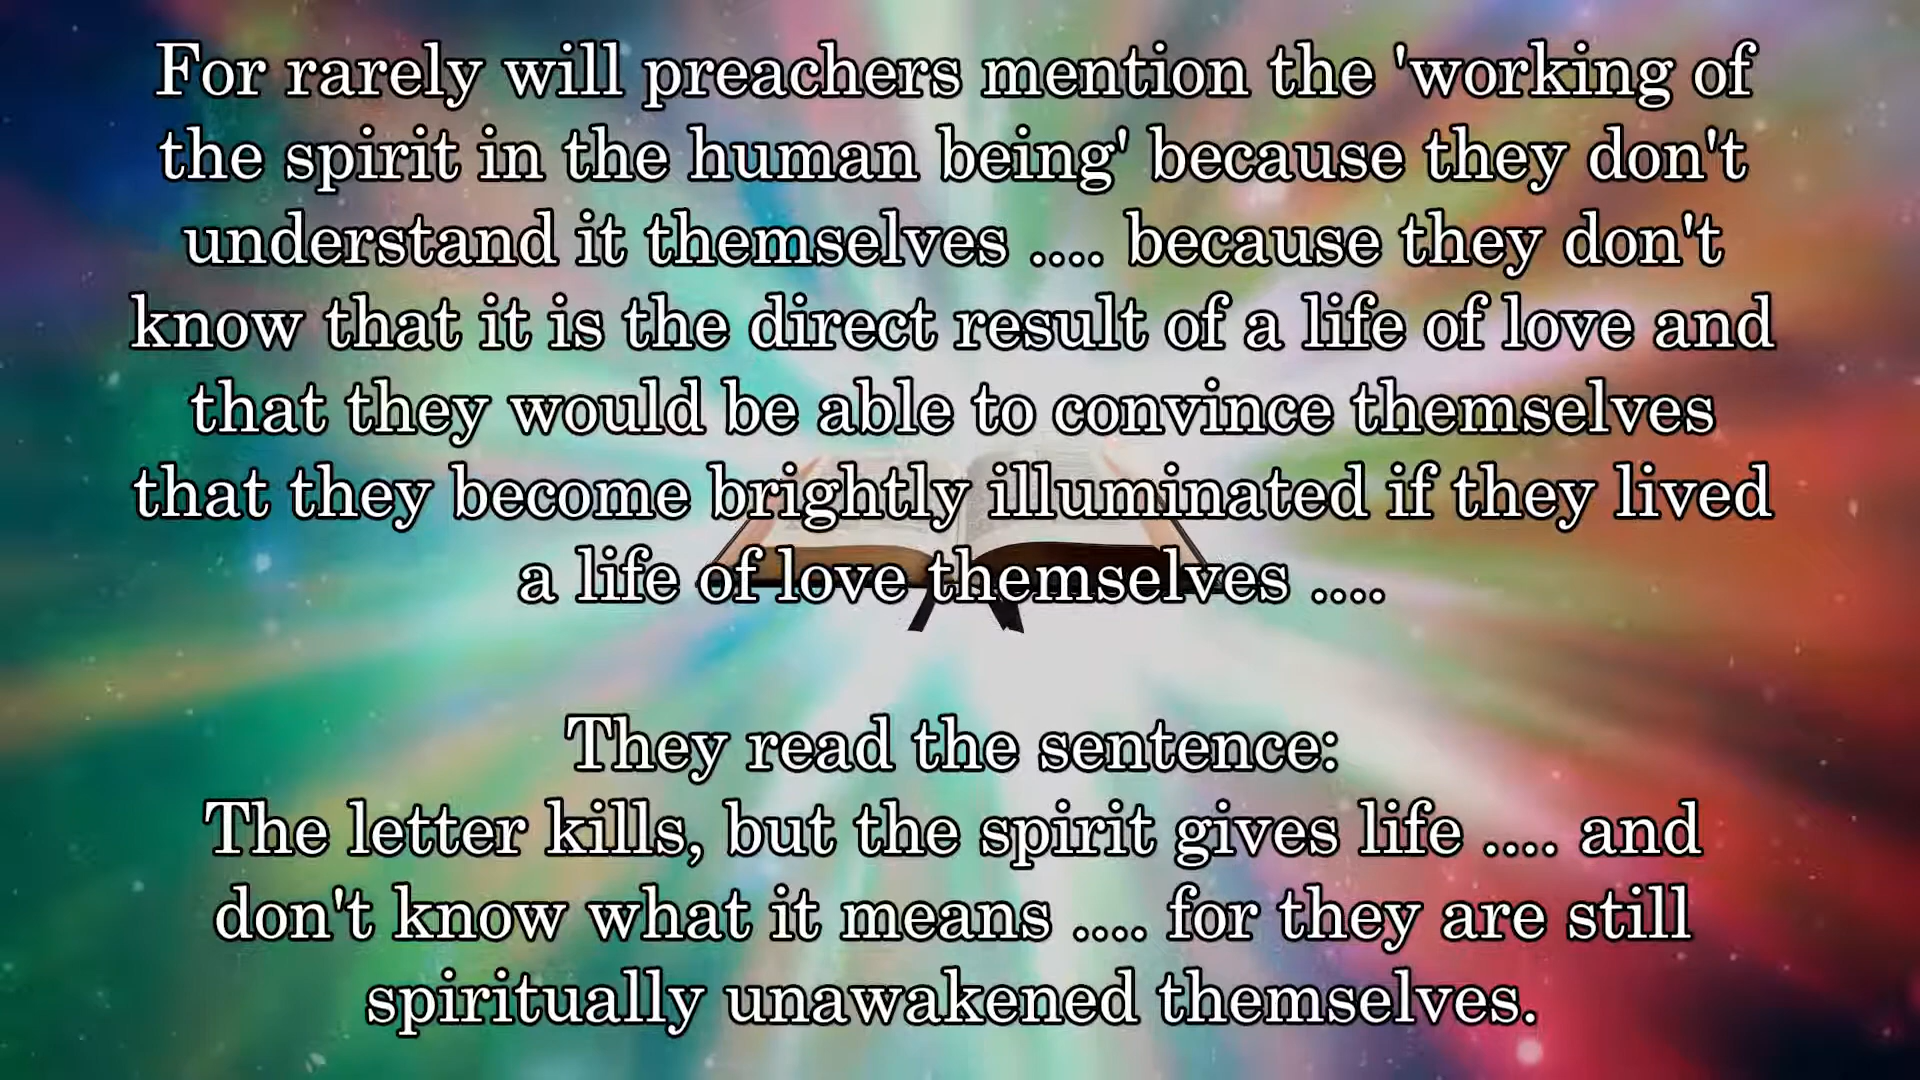 For rarely will preachers mention the 'working of
the spirit in the human being' because they don't
understand it themselves .... because they don't
know that it is the direct result of a life of love and
that they would be able to convince themselves
that they become brightly illuminated if they lived
a life of love themselves ....
They read the sentence:
The letter kills, but the spirit gives life .... and
don't know what it means .... for they are still
spiritually unawakened themselves.